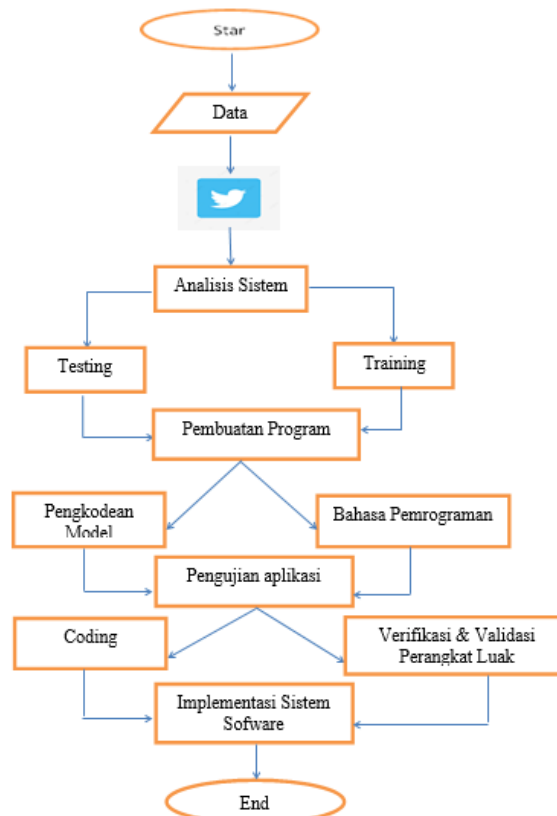 Star
Data
Analisis Sistem
Testing
Training
Pembuatan Program
Pengkodean
Model
Bahasa Pemrograman
Pengujian aplikasi
Coding
Verifikasi & Validasi
Perangkat Luak
Implementasi Sistem
Sofware
End